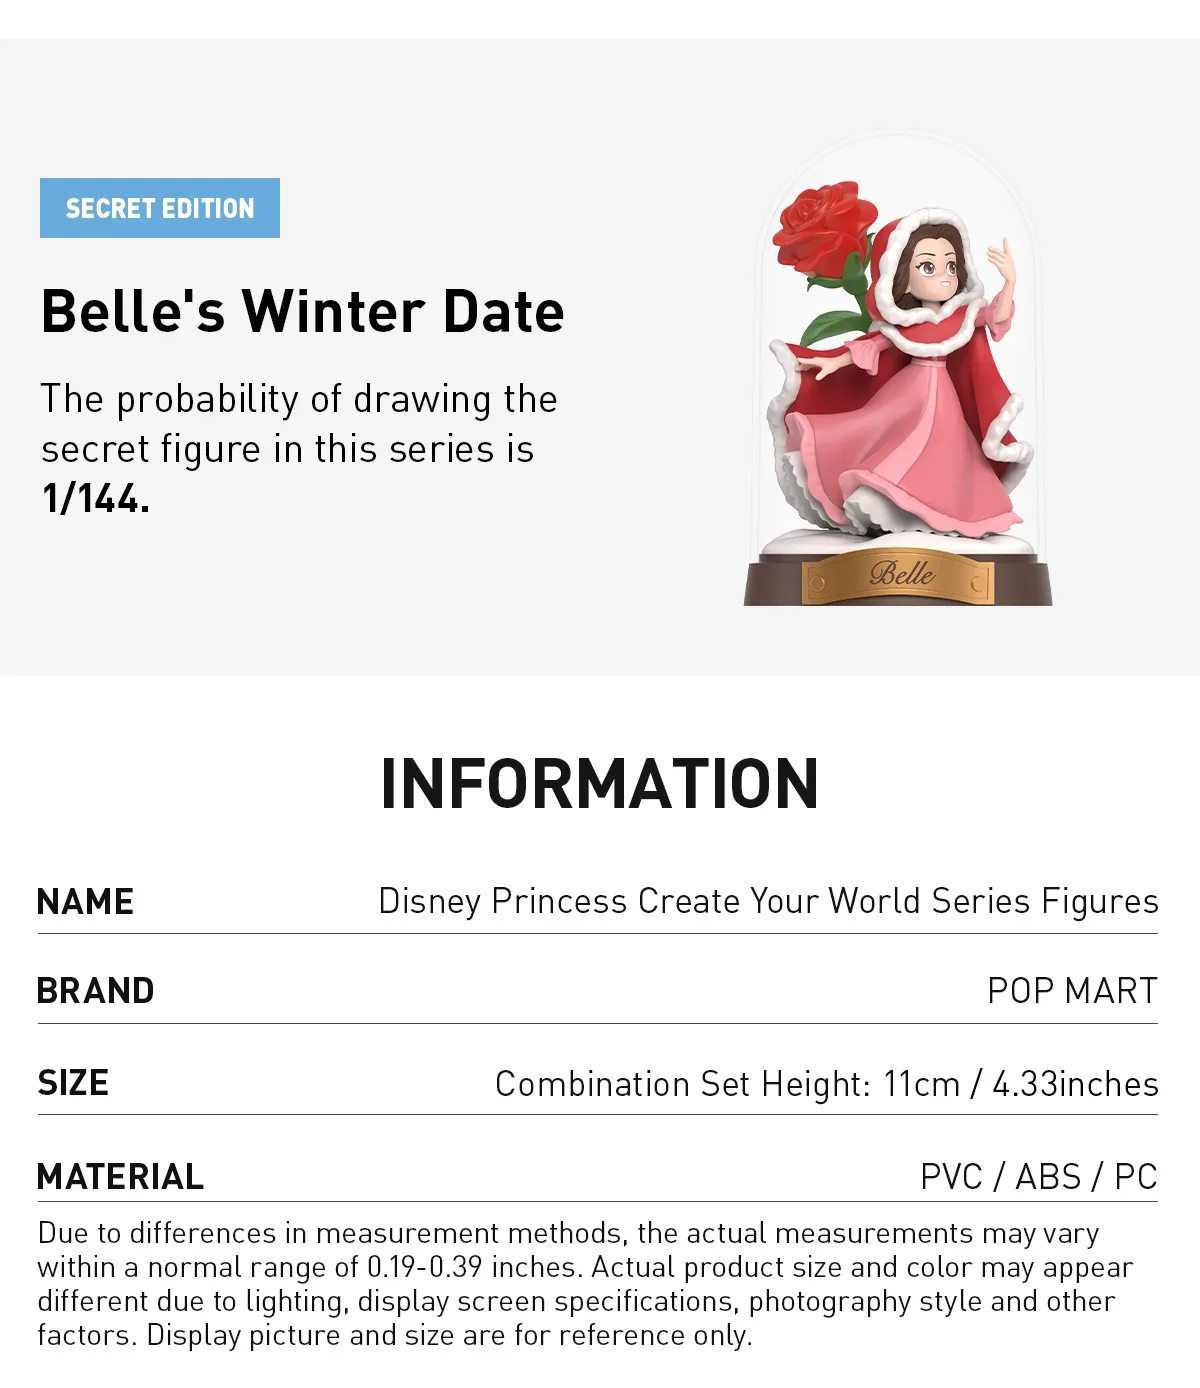 SECRET EDITION
Belle's Winter Date
The probability of drawing the
secret figure in this series is
1/144.
Belle
INFORMATION
NAME Disney Princess Create Your World Series Figures
BRAND POP MART
SIZE Combination Set Height: 11cm / 4.33inches
MATERIAL PVC / ABS / PC
Due to differences in measurement methods, the actual measurements may vary
within a normal range of 0.19-0.39 inches. Actual product size and color may appear
different due to lighting, display screen specifications, photography style and other
factors. Display picture and size are for reference only.